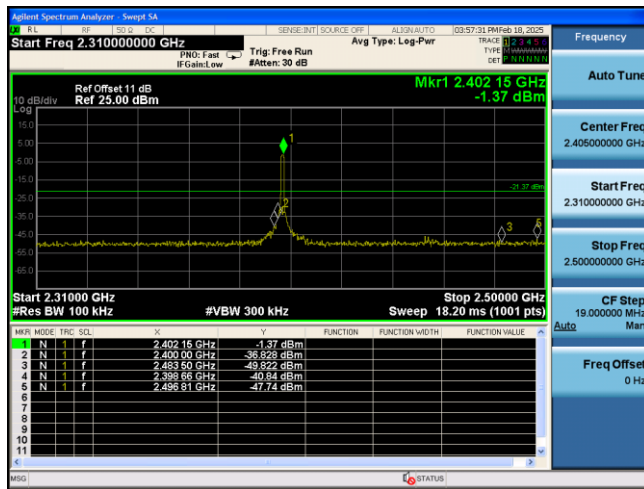 Agilent Spectrum Analyzer - Swept SA
RL RF 50 Ω DC SENSE:INT SOURCE OFF ALIGN AUTO 03:57:31 PM Feb 18, 2025
Start Freq 2.310000000 GHz
PNO: Fast
IFGain:Low
Trig: Free Run
#Atten: 30 dB
Avg Type: Log-Pwr
TRACE 1 2 3 4 5 6
TYPE
DET P N N N N N
Ref Offset 11 dB
Ref 25.00 dBm
10 dB/div
Log
Mkr1 2.402 15 GHz
-1.37 dBm
15.0
5.00
-5.00
-15.0
-25.0
-35.0
-45.0
-55.0
-65.0
1
2
3
5
-21.37 dBm
Start 2.31000 GHz
#Res BW 100 kHz
#VBW 300 kHz
Stop 2.50000 GHz
Sweep 18.20 ms (1001 pts)
MKR MODE TRC SCL X Y FUNCTION FUNCTION WIDTH FUNCTION VALUE
1 N 1 f 2.402 15 GHz -1.37 dBm
2 N 1 f 2.400 00 GHz -36.828 dBm
3 N 1 f 2.483 50 GHz -49.822 dBm
4 N 1 f 2.398 66 GHz -40.84 dBm
5 N 1 f 2.496 81 GHz -47.74 dBm
6
7
8
9
10
11
MSG
STATUS
Frequency
Auto Tune
Center Freq
2.405000000 GHz
Start Freq
2.310000000 GHz
Stop Freq
2.500000000 GHz
CF Step
19.000000 MHz
Auto Man
Freq Offset
0 Hz